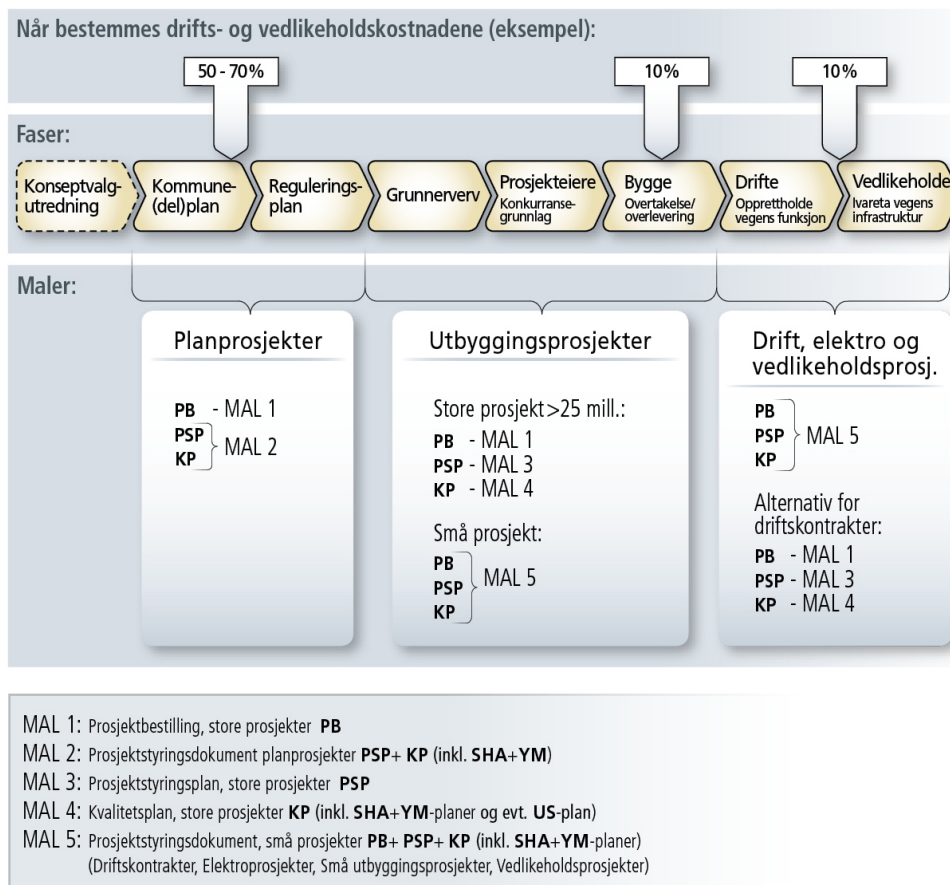 Når bestemmes drifts- og vedlikeholdskostnadene (eksempel):
50 - 70%
10%
10%
Faser:
Konseptvalg-
utredning
Kommune-
(del)plan
Regulerings-
plan
Grunnerverv
Prosjekteiere
Konkurranse-
grunnlag
Bygge
Overtakelse/
overlevering
Drifte
Opprettholde
vegens funksjon
Vedlikeholde
Ivareta vegens
infrastruktur
Maler:
Planprosjekter
PB - MAL 1
PSP
KP
MAL 2
Utbyggingsprosjekter
Store prosjekt >25 mill.:
PB - MAL 1
PSP - MAL 3
KP - MAL 4
Små prosjekt:
PB
PSP
KP
MAL 5
Drift, elektro og
vedlikeholdsprosj.
PB
PSP
KP
MAL 5
Alternativ for
driftskontrakter:
PB - MAL 1
PSP - MAL 3
KP - MAL 4
MAL 1: Prosjektbestilling, store prosjekter PB
MAL 2: Prosjektstyringsdokument planprosjekter PSP+ KP (inkl. SHA+YM)
MAL 3: Prosjektstyringsplan, store prosjekter PSP
MAL 4: Kvalitetsplan, store prosjekter KP (inkl. SHA+YM-planer og evt. US-plan)
MAL 5: Prosjektstyringsdokument, små prosjekter PB+ PSP+ KP (inkl. SHA+YM-planer)
(Driftskontrakter, Elektroprosjekter, Små utbyggingsprosjekter, Vedlikeholdsprosjekter)